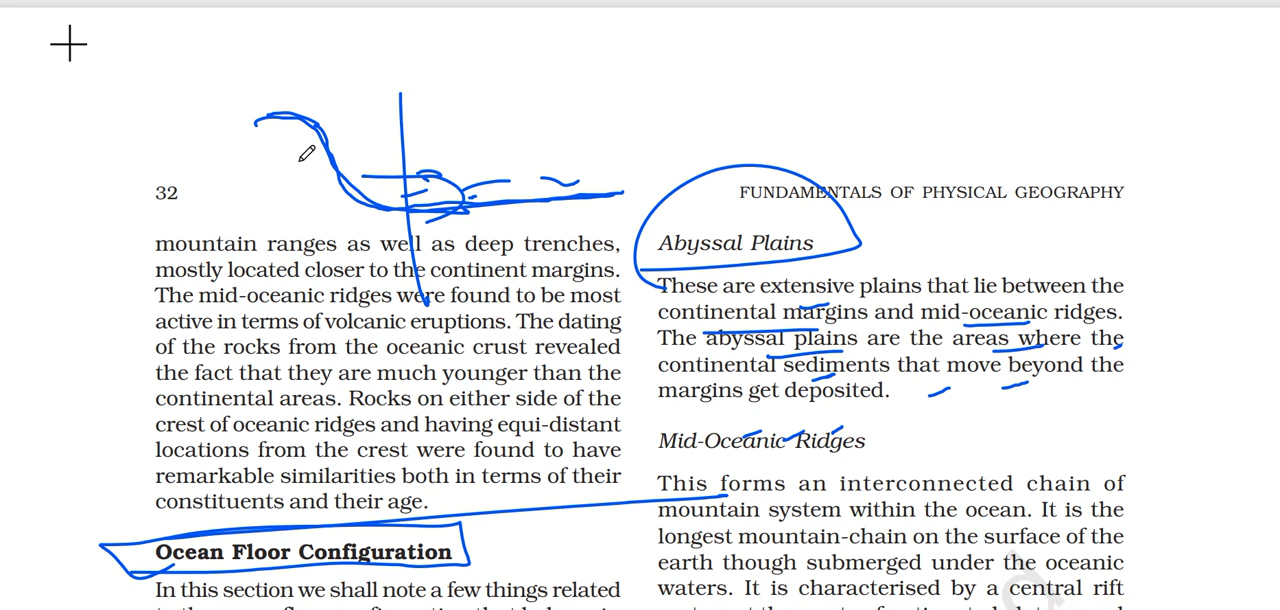 32
FUNDAMENTALS OF PHYSICAL GEOGRAPHY
mountain ranges as well as deep trenches,
mostly located closer to the continent margins.
The mid-oceanic ridges were found to be most
active in terms of volcanic eruptions. The dating
of the rocks from the oceanic crust revealed
the fact that they are much younger than the
continental areas. Rocks on either side of the
crest of oceanic ridges and having equi-distant
locations from the crest were found to have
remarkable similarities both in terms of their
constituents and their age.
Ocean Floor Configuration
In this section we shall note a few things related
Abyssal Plains
These are extensive plains that lie between the
continental margins and mid-oceanic ridges.
The abyssal plains are the areas where the
continental sediments that move beyond the
margins get deposited.
Mid-Oceanic Ridges
This forms an interconnected chain of
mountain system within the ocean. It is the
longest mountain-chain on the surface of the
earth though submerged under the oceanic
waters. It is characterised by a central rift